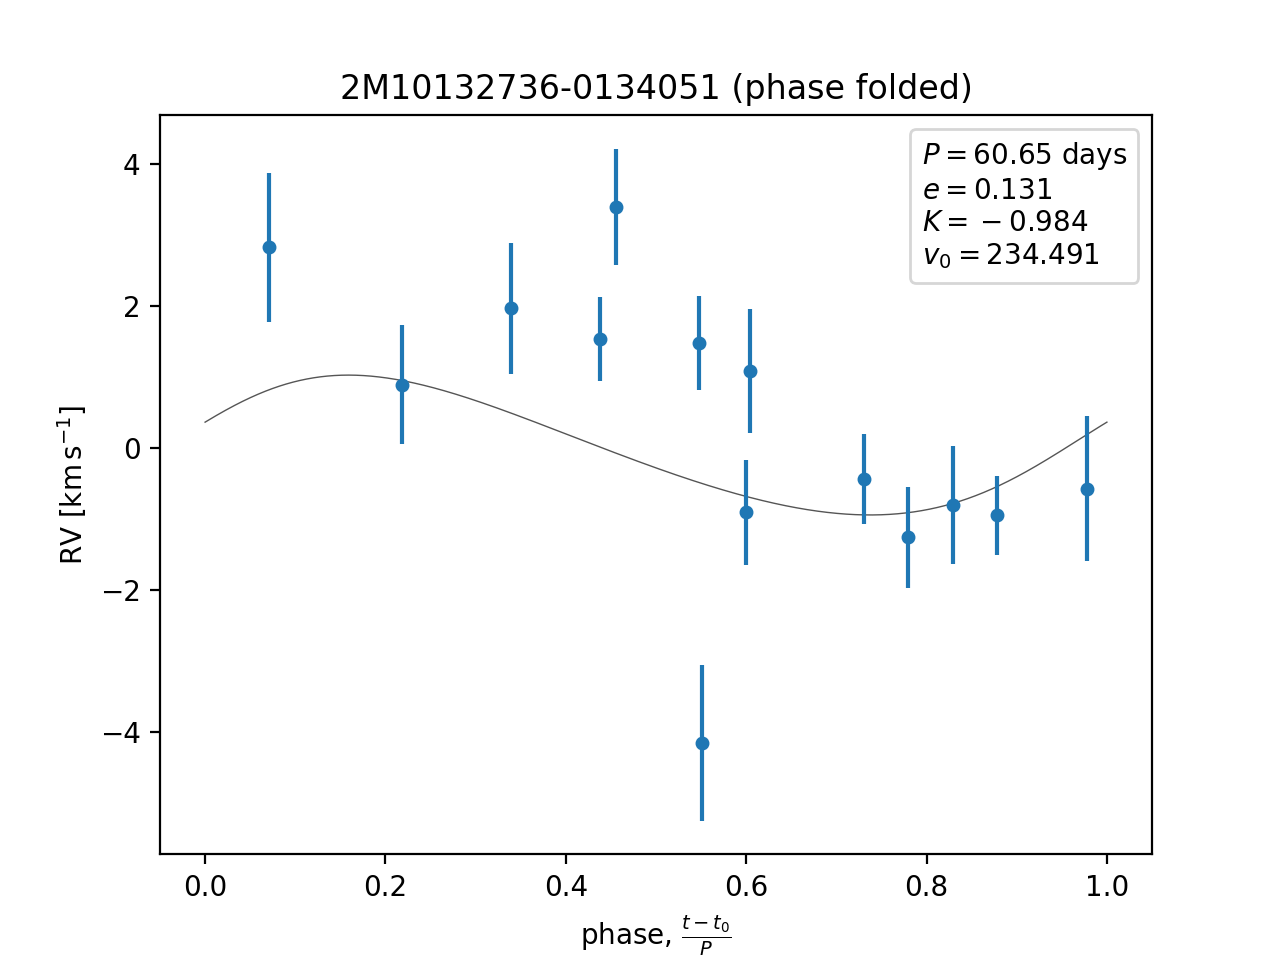 2M10132736-0134051 (phase folded)
P = 60.65 days
e = 0.131
K = −0.984
v₀ = 234.491
4
2
0
−2
−4
RV [km s⁻¹]
0.0 0.2 0.4 0.6 0.8 1.0
phase, (t − t₀)/P